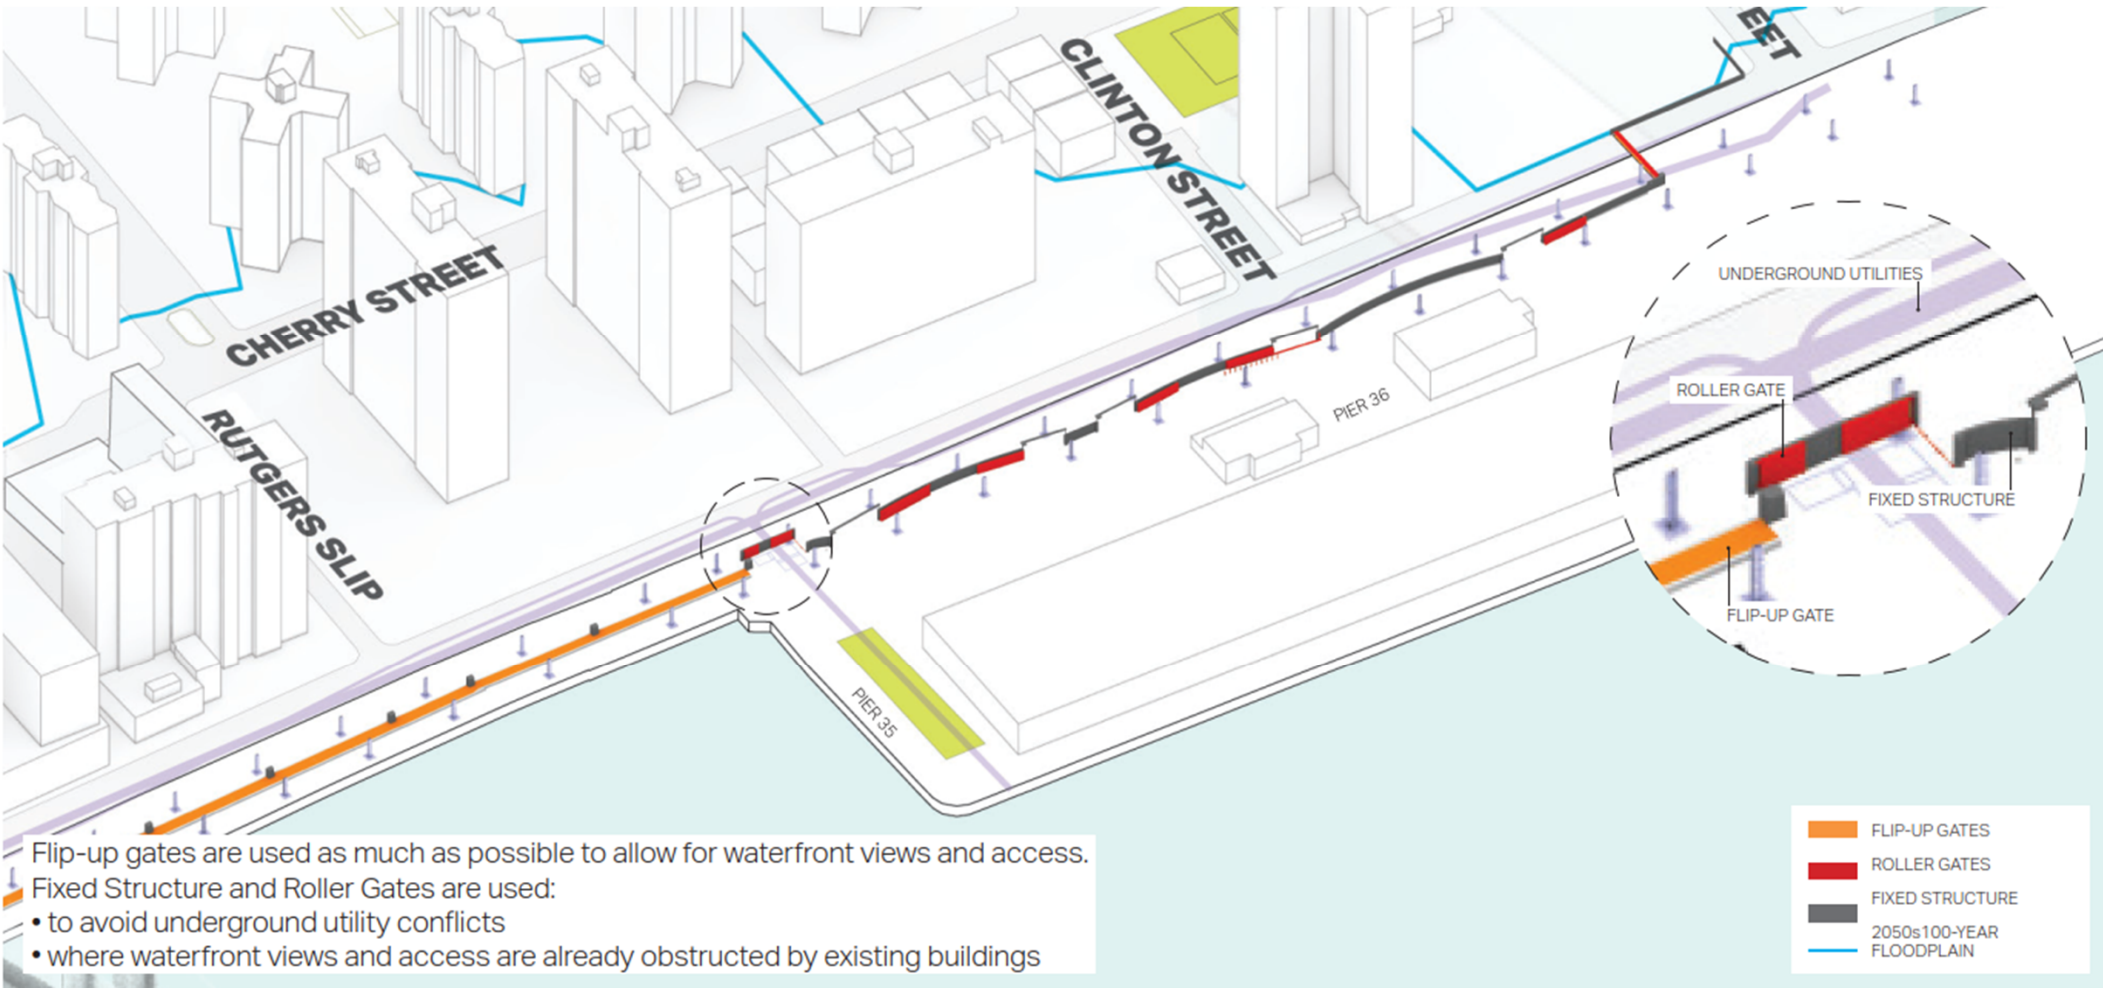 EET
CLINTON STREET
CHERRY STREET
RUTGERS SLIP
PIER 36
PIER 35
UNDERGROUND UTILITIES
ROLLER GATE
FIXED STRUCTURE
FLIP-UP GATE
Flip-up gates are used as much as possible to allow for waterfront views and access.
Fixed Structure and Roller Gates are used:
• to avoid underground utility conflicts
• where waterfront views and access are already obstructed by existing buildings
FLIP-UP GATES
ROLLER GATES
FIXED STRUCTURE
2050s100-YEAR
FLOODPLAIN